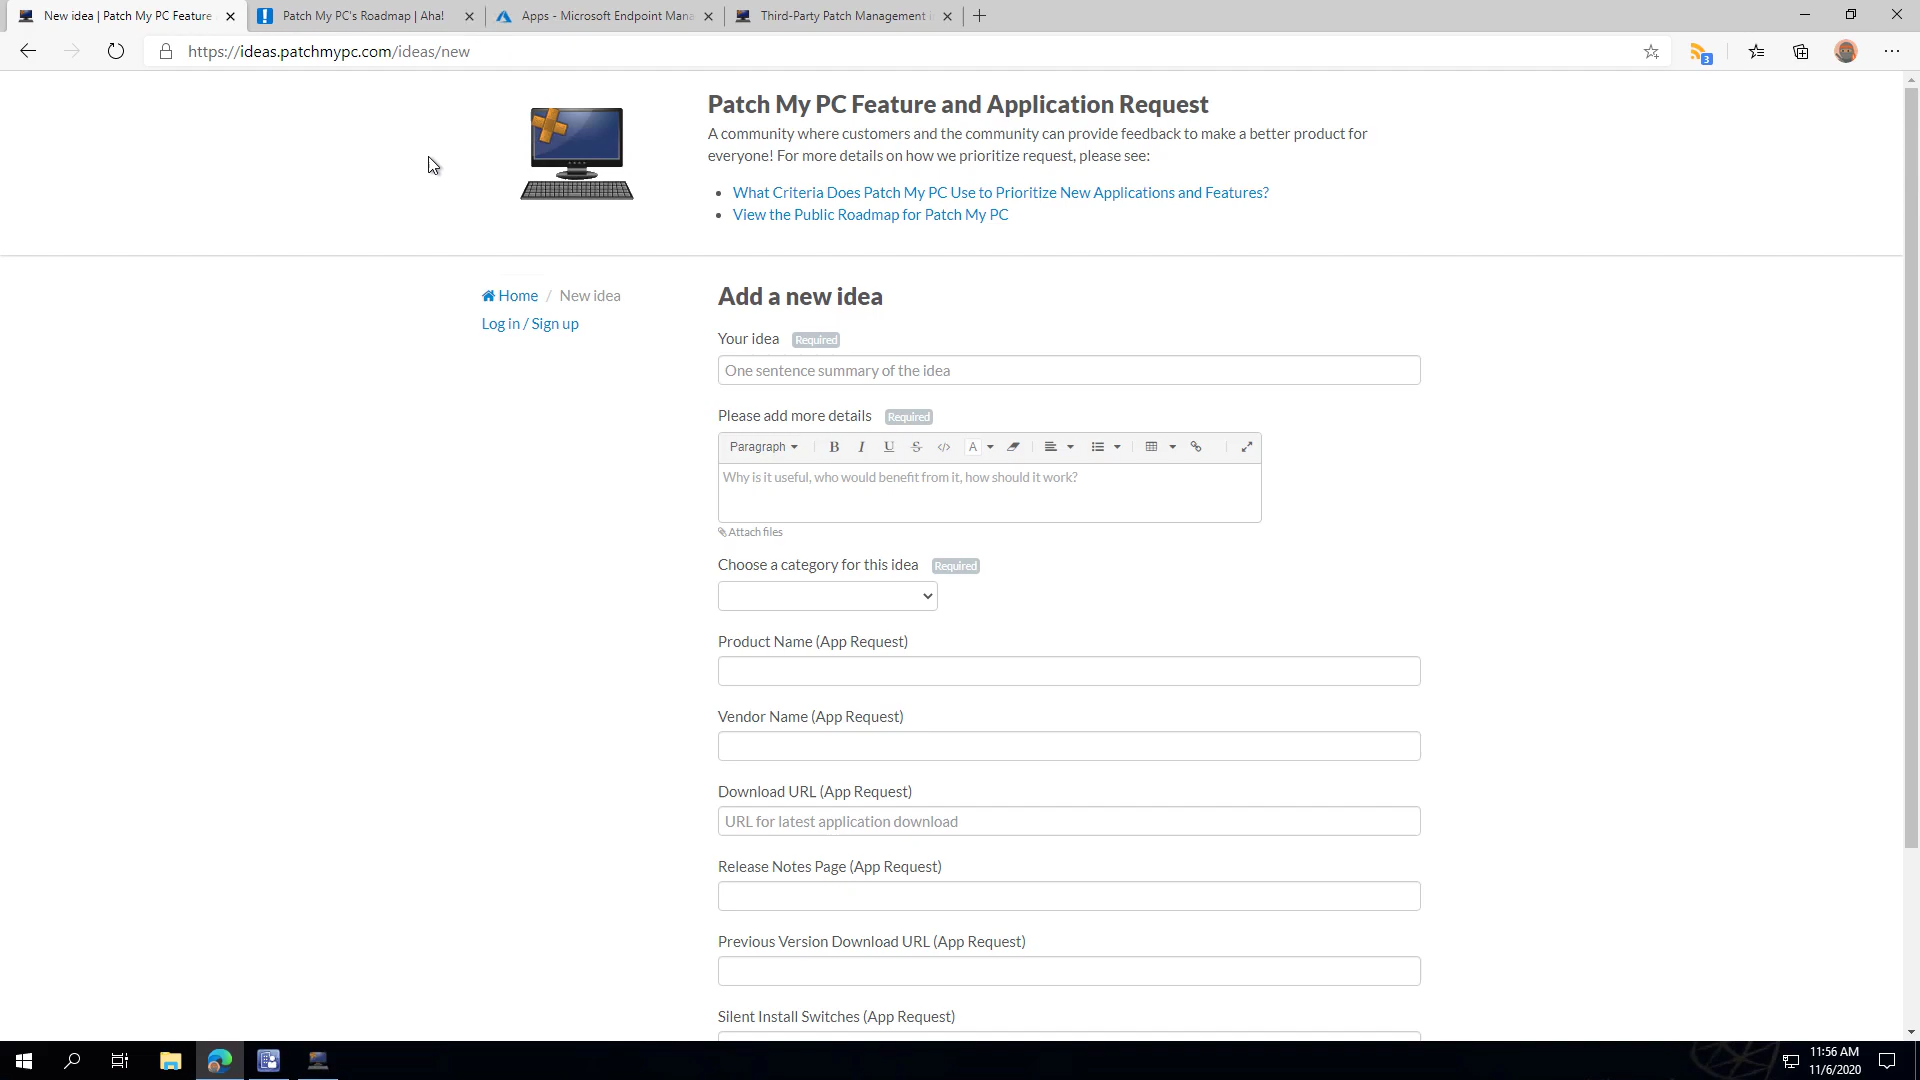 New idea | Patch My PC Feature
Patch My PC's Roadmap | Aha!
Apps - Microsoft Endpoint Mana
Third-Party Patch Management i
https://ideas.patchmypc.com/ideas/new
3
Patch My PC Feature and Application Request
A community where customers and the community can provide feedback to make a better product for
everyone! For more details on how we prioritize request, please see:
What Criteria Does Patch My PC Use to Prioritize New Applications and Features?
View the Public Roadmap for Patch My PC
Home / New idea
Log in / Sign up
Add a new idea
Your idea Required
One sentence summary of the idea
Please add more details Required
Paragraph B I U S </> A
Why is it useful, who would benefit from it, how should it work?
Attach files
Choose a category for this idea Required
Product Name (App Request)
Vendor Name (App Request)
Download URL (App Request)
URL for latest application download
Release Notes Page (App Request)
Previous Version Download URL (App Request)
Silent Install Switches (App Request)
11:56 AM
11/6/2020